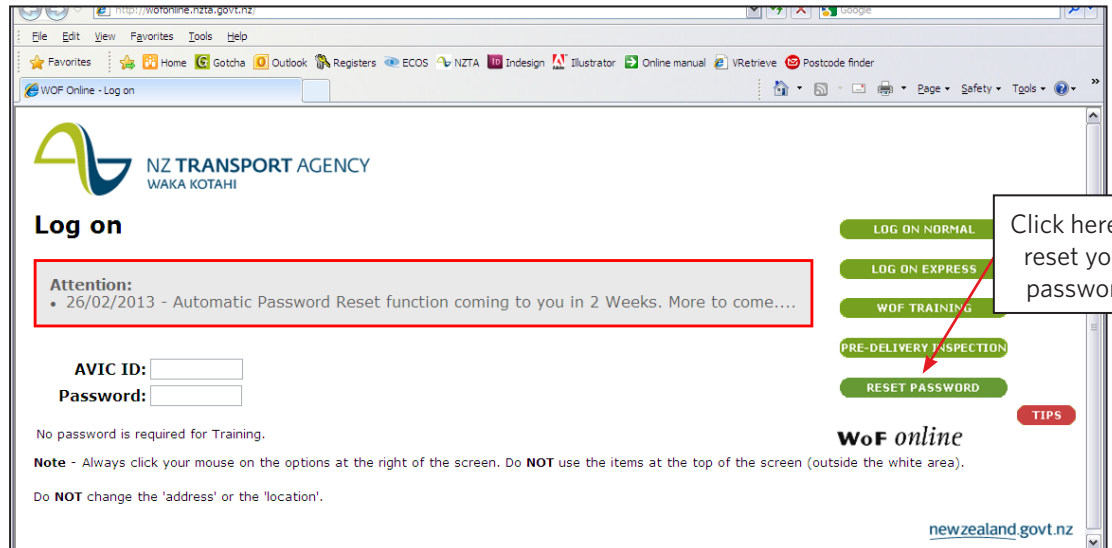 http://wofonline.nzta.govt.nz/
Google
File Edit View Favorites Tools Help
Favorites Home Gotcha Outlook Registers ECOS NZTA Indesign Illustrator Online manual VRetrieve Postcode finder
WOF Online - Log on
Page Safety Tools
NZ TRANSPORT AGENCY
WAKA KOTAHI
Log on
Attention:
• 26/02/2013 - Automatic Password Reset function coming to you in 2 Weeks. More to come....
AVIC ID:
Password:
No password is required for Training.
Note - Always click your mouse on the options at the right of the screen. Do NOT use the items at the top of the screen (outside the white area).
Do NOT change the 'address' or the 'location'.
LOG ON NORMAL
LOG ON EXPRESS
WOF TRAINING
PRE-DELIVERY INSPECTION
RESET PASSWORD
TIPS
WoF online
newzealand.govt.nz
Click here
reset